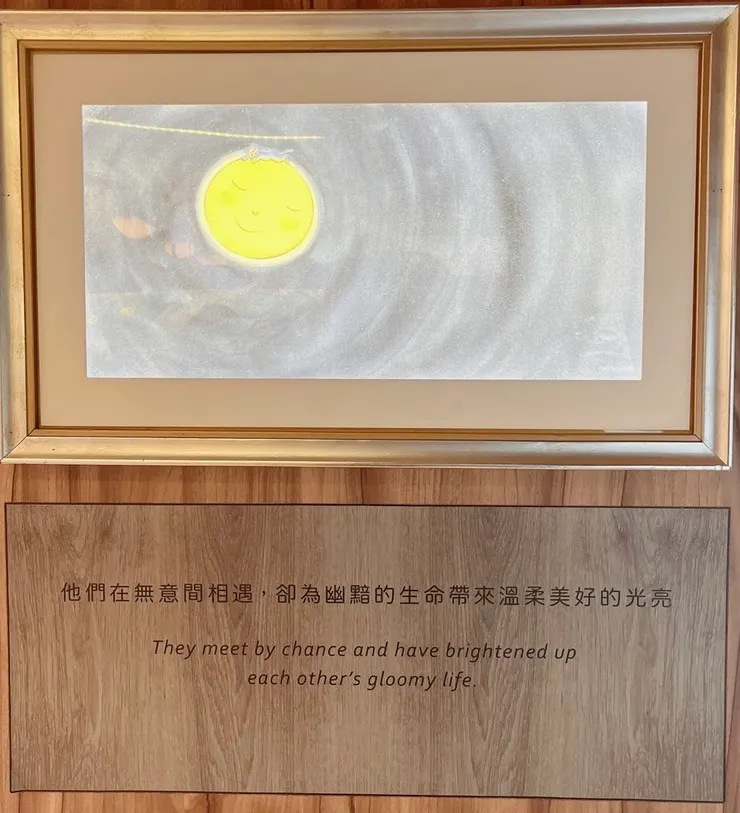 他們在無意間相遇，卻為幽黯的生命帶來溫柔美好的光亮
They meet by chance and have brightened up
each other's gloomy life.